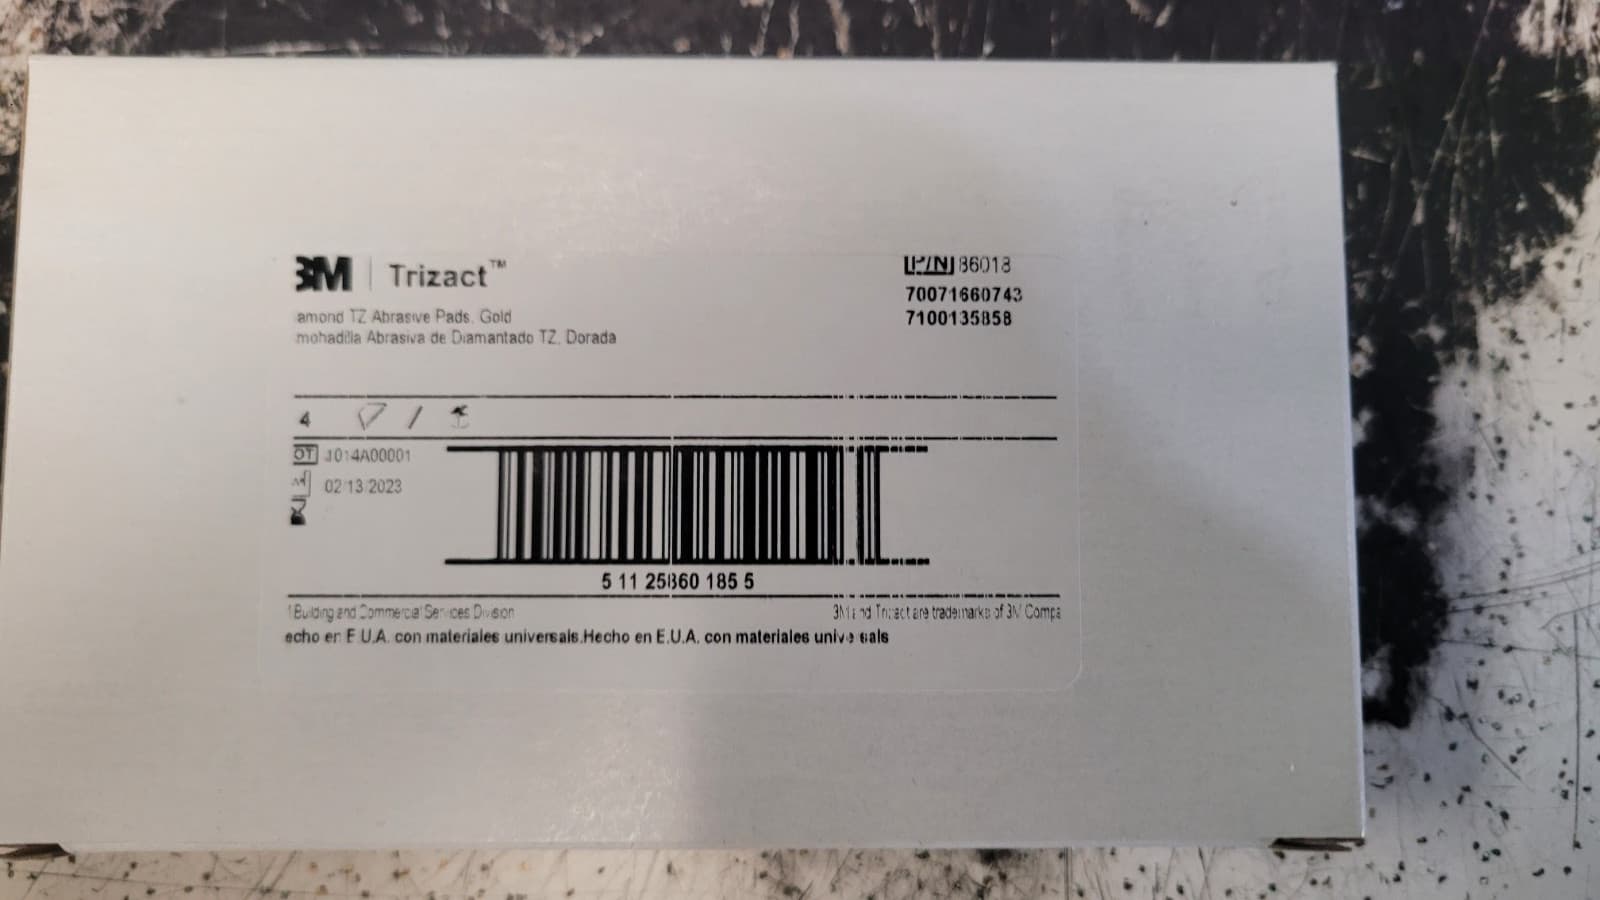 3M | Trizact™
P/N 86018
70071660743
7100135858
amond TZ Abrasive Pads, Gold
mohadilla Abrasiva de Diamantado TZ, Dorada
4
OT 1014A00001
02/13/2023
5 11 25860 185 5
Building and Commercial Services Division
3M and Trizact are trademarks of 3M Compa
echo en E.U.A. con materiales universals.Hecho en E.U.A. con materiales unive sals